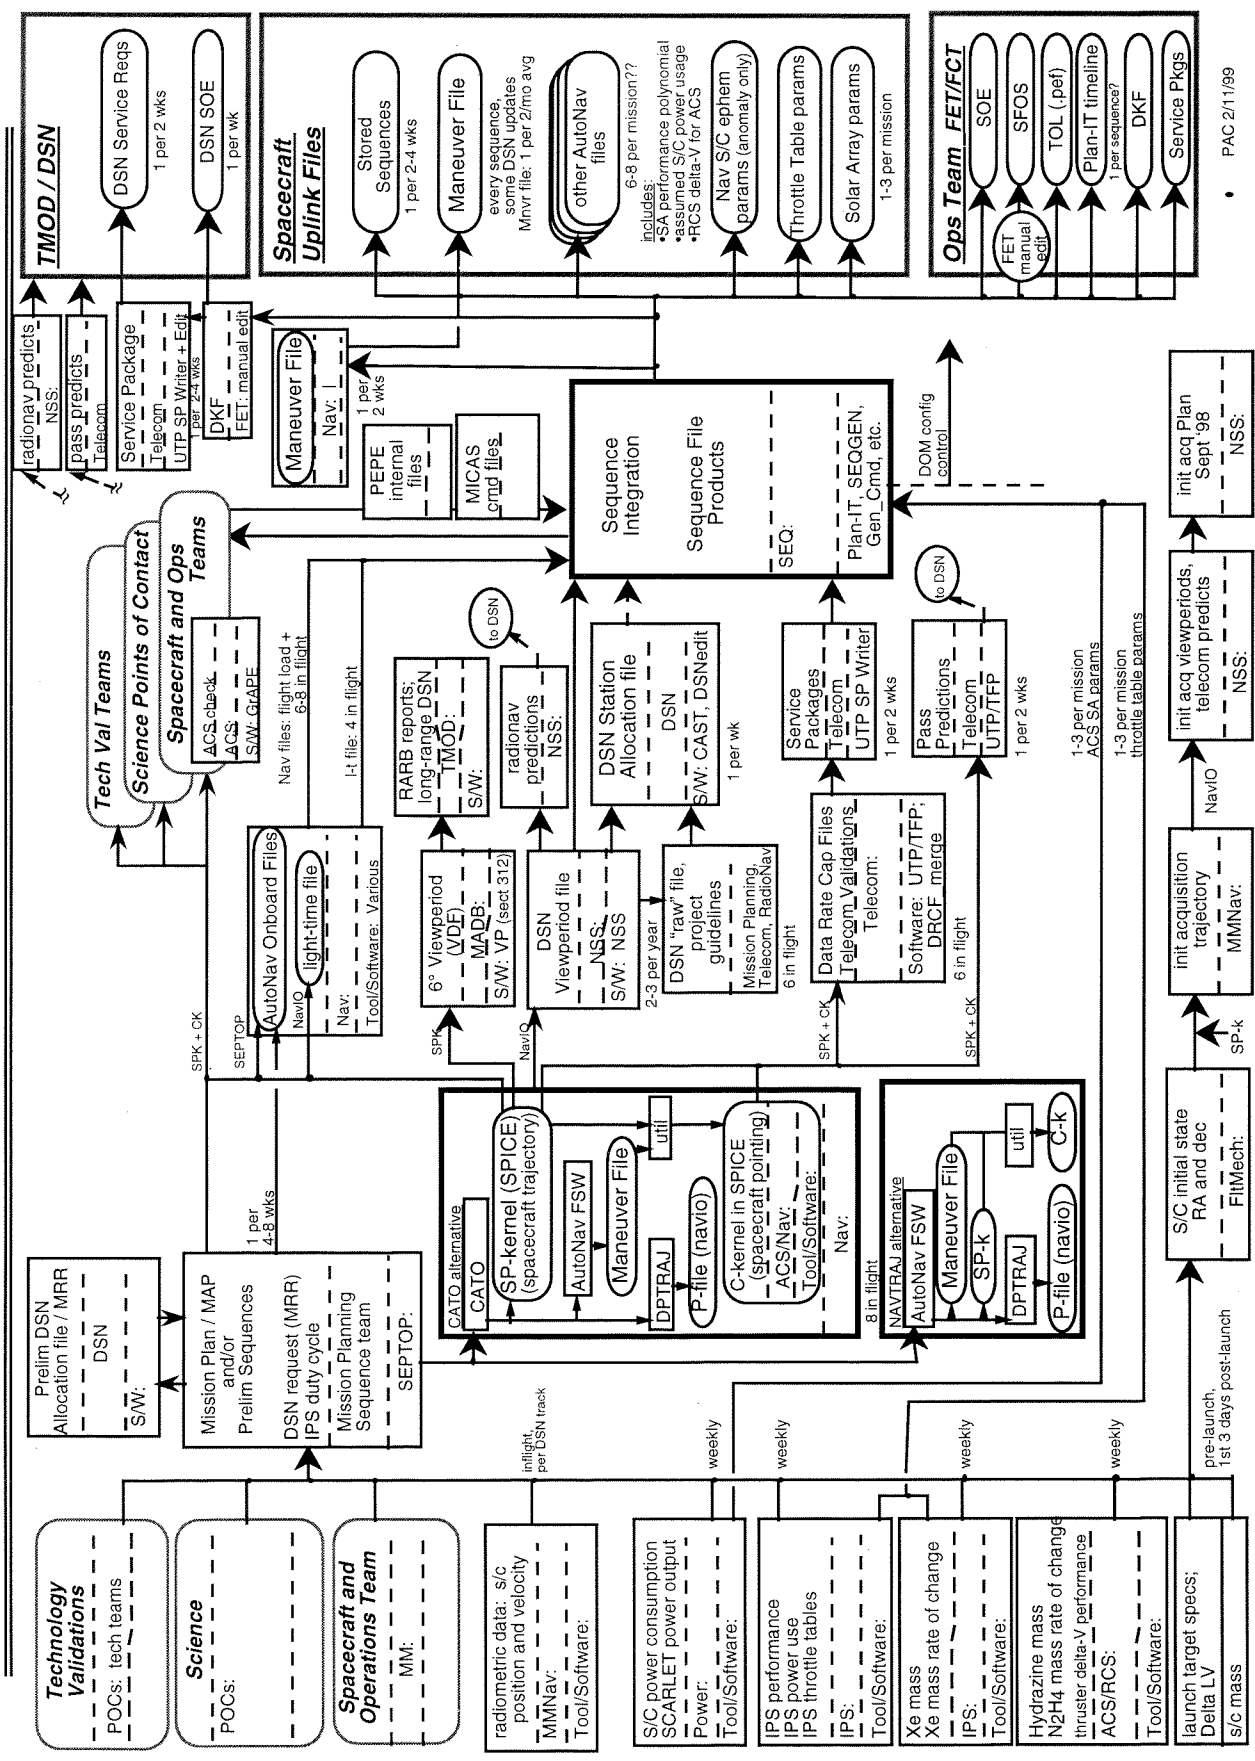 Technology
Validations
POCs: tech teams
Science
POCs:
Spacecraft and
Operations Team
MM:
radiometric data: s/c
position and velocity
MMNav:
Tool/Software:
S/C power consumption
SCARLET power output
Power:
Tool/Software:
IPS performance
IPS power use
IPS throttle tables
IPS:
Tool/Software:
Xe mass
Xe mass rate of change
IPS:
Tool/Software:
Hydrazine mass
N2H4 mass rate of change
thruster delta-V performance
ACS/RCS:
Tool/Software:
launch target specs;
Delta LV
s/c mass
inflight,
per DSN track
weekly
weekly
weekly
weekly
pre-launch,
1st 3 days post-launch
Prelim DSN
Allocation file / MRR
DSN
S/W:
Mission Plan / MAP
and/or
Prelim Sequences
DSN request (MRR)
IPS duty cycle
Mission Planning
Sequence team
SEPTOP:
1 per
4-8 wks
CATO alternative
CATO
SP-kernel (SPICE)
(spacecraft trajectory)
AutoNav FSW
Maneuver File
DPTRAJ
P-file (navio)
util
C-kernel in SPICE
(spacecraft pointing)
ACS/Nav:
Tool/Software:
Nav:
8 in flight
NAVTRAJ alternative
AutoNav FSW
Maneuver File
SP-k
DPTRAJ
P-file (navio)
util
C-k
S/C initial state
RA and dec
FltMech:
SP-k
SPK + CK
SEPTOP
NavIO
SPK
NavIO
SPK + CK
SPK + CK
AutoNav Onboard Files
light-time file
Nav:
Tool/Software: Various
6° Viewperiod
(VDF)
MADB:
S/W: VP (sect 312)
DSN
Viewperiod file
NSS:
S/W: NSS
2-3 per year
DSN "raw" file,
project
guidelines
Mission Planning,
Telecom, RadioNav
6 in flight
Data Rate Cap Files
Telecom Validations
Telecom:
Software: UTP/TFP;
DRCF merge
6 in flight
init acquisition
trajectory
MMNav:
NavIO
Tech Val Teams
Science Points of Contact
Spacecraft and Ops
Teams
ACS check
ACS:
S/W: GrAPE
Nav files: flight load +
6-8 in flight
l-t file: 4 in flight
RARB reports;
long-range DSN
TMOD:
S/W:
radionav
predictions
NSS:
to DSN
DSN Station
Allocation file
DSN
S/W: CAST, DSNedit
1 per wk
Service
Packages
Telecom
UTP SP Writer
1 per 2 wks
Pass
Predictions
Telecom
UTP/TFP
1 per 2 wks
to DSN
1-3 per mission
ACS SA params
1-3 per mission
throttle table params
init acq viewperiods,
telecom predicts
NSS:
init acq Plan
Sept '98
NSS:
PEPE
internal
files
MICAS
cmd files
Sequence
Integration
Sequence File
Products
SEQ:
Plan-IT, SEQGEN,
Gen_Cmd, etc.
DOM config
control
radionav predicts
NSS:
pass predicts
Telecom
Service Package
Telecom
UTP SP Writer + Edit
1 per 2-4 wks
DKF
FET: manual edit
Maneuver File
Nav:
1 per
2 wks
TMOD / DSN
DSN Service Reqs
1 per 2 wks
DSN SOE
1 per wk
Spacecraft
Uplink Files
Stored
Sequences
1 per 2-4 wks
Maneuver File
every sequence,
some DSN updates
Mnvr file: 1 per 2/mo avg
other AutoNav
files
6-8 per mission??
includes:
•SA performance polynomial
•assumed S/C power usage
•RCS delta-V for ACS
Nav S/C ephem
params (anomaly only)
Throttle Table params
Solar Array params
1-3 per mission
Ops Team FET/FCT
SOE
FET
manual
edit
SFOS
TOL (.pef)
Plan-IT timeline
1 per sequence?
DKF
Service Pkgs
• PAC 2/11/99